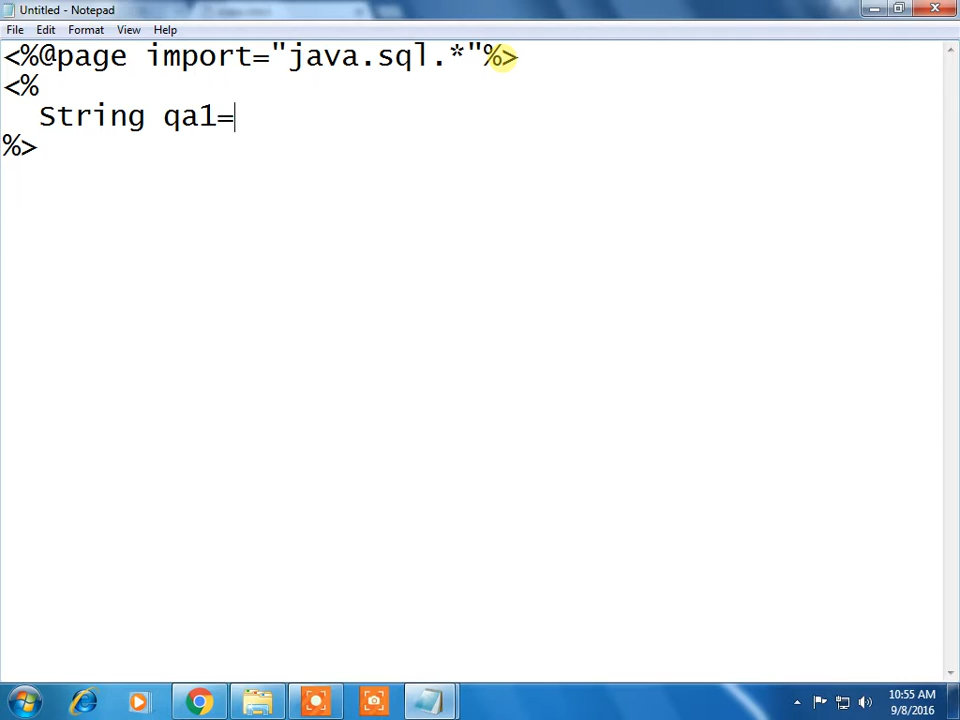 Untitled - Notepad
File Edit Format View Help
<%@page import="java.sql.*"%>
<%
String qa1=
%>
10:55 AM
9/8/2016